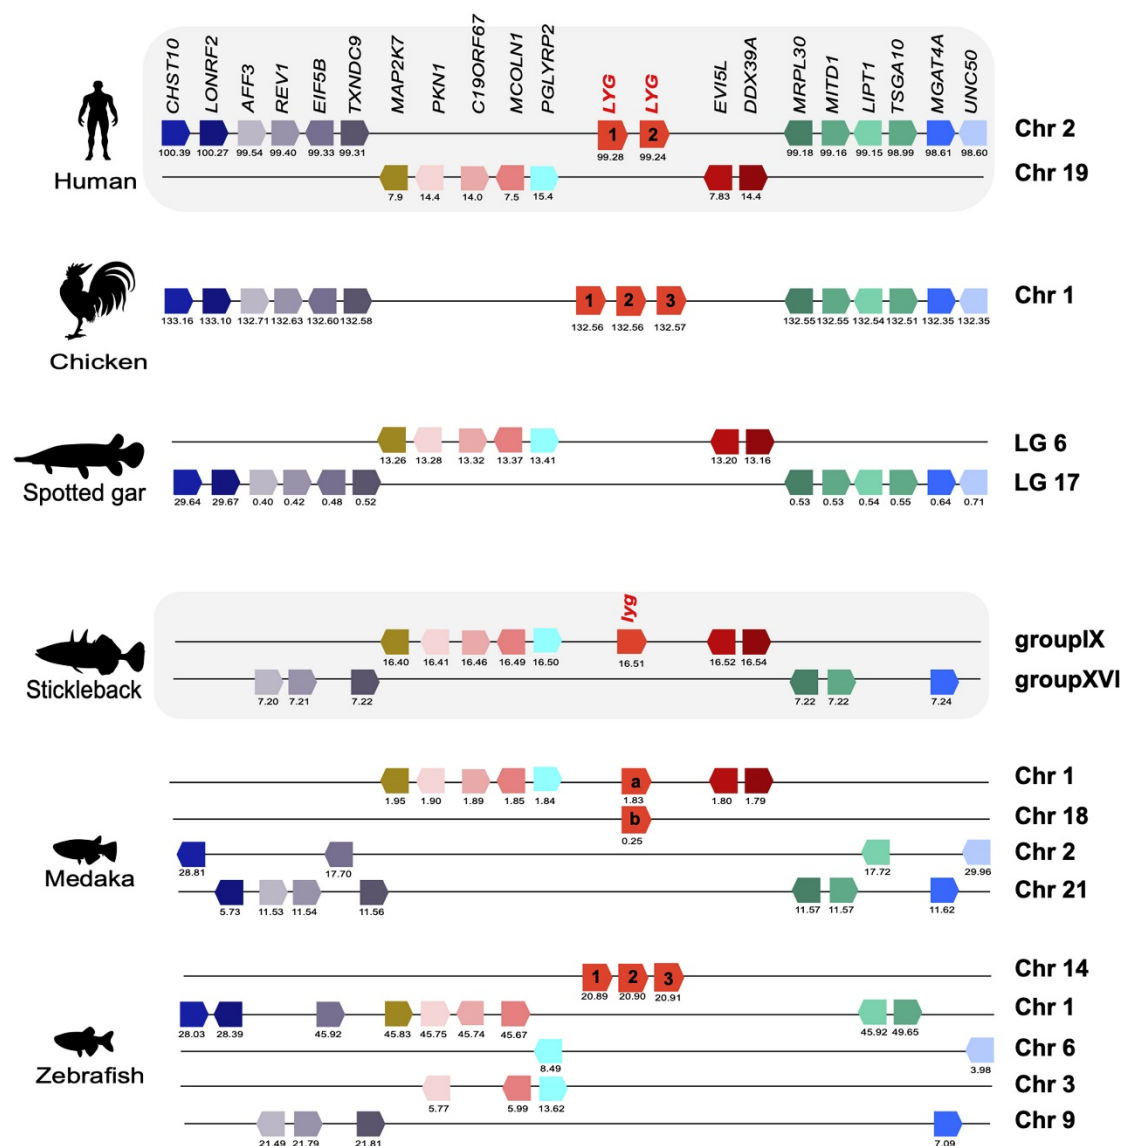 CHST10 LONRF2 AFF3 REV1 EIF5B TXNDC9 MAP2K7 PKN1 C19ORF67 MCOLN1 PGLYRP2 LYG LYG EVI5L DDX39A MRPL30 MITD1 LIPT1 TSGA10 MGAT4A UNC50
1 2 Chr 2
100.39 100.27 99.54 99.40 99.33 99.31 99.28 99.24 99.18 99.16 99.15 98.99 98.61 98.60
Human Chr 19
7.9 14.4 14.0 7.5 15.4 7.83 14.4
1 2 3 Chr 1
133.16 133.10 132.71 132.63 132.60 132.58 132.56 132.56 132.57 132.55 132.55 132.54 132.51 132.35 132.35
Chicken
LG 6
13.26 13.28 13.32 13.37 13.41 13.20 13.16
Spotted gar LG 17
29.64 29.67 0.40 0.42 0.48 0.52 0.53 0.53 0.54 0.55 0.64 0.71
lyg
groupIX
16.40 16.41 16.46 16.49 16.50 16.51 16.52 16.54
Stickleback groupXVI
7.20 7.21 7.22 7.22 7.22 7.24
a Chr 1
1.95 1.90 1.89 1.85 1.84 1.83 1.80 1.79
b Chr 18
0.25
Chr 2
28.81 17.70 17.72 29.96
Medaka Chr 21
5.73 11.53 11.54 11.56 11.57 11.57 11.62
1 2 3 Chr 14
20.89 20.90 20.91
Chr 1
28.03 28.39 45.92 45.83 45.75 45.74 45.67 45.92 49.65
Chr 6
8.49 3.98
Zebrafish Chr 3
5.77 5.99 13.62
Chr 9
21.49 21.79 21.81 7.09